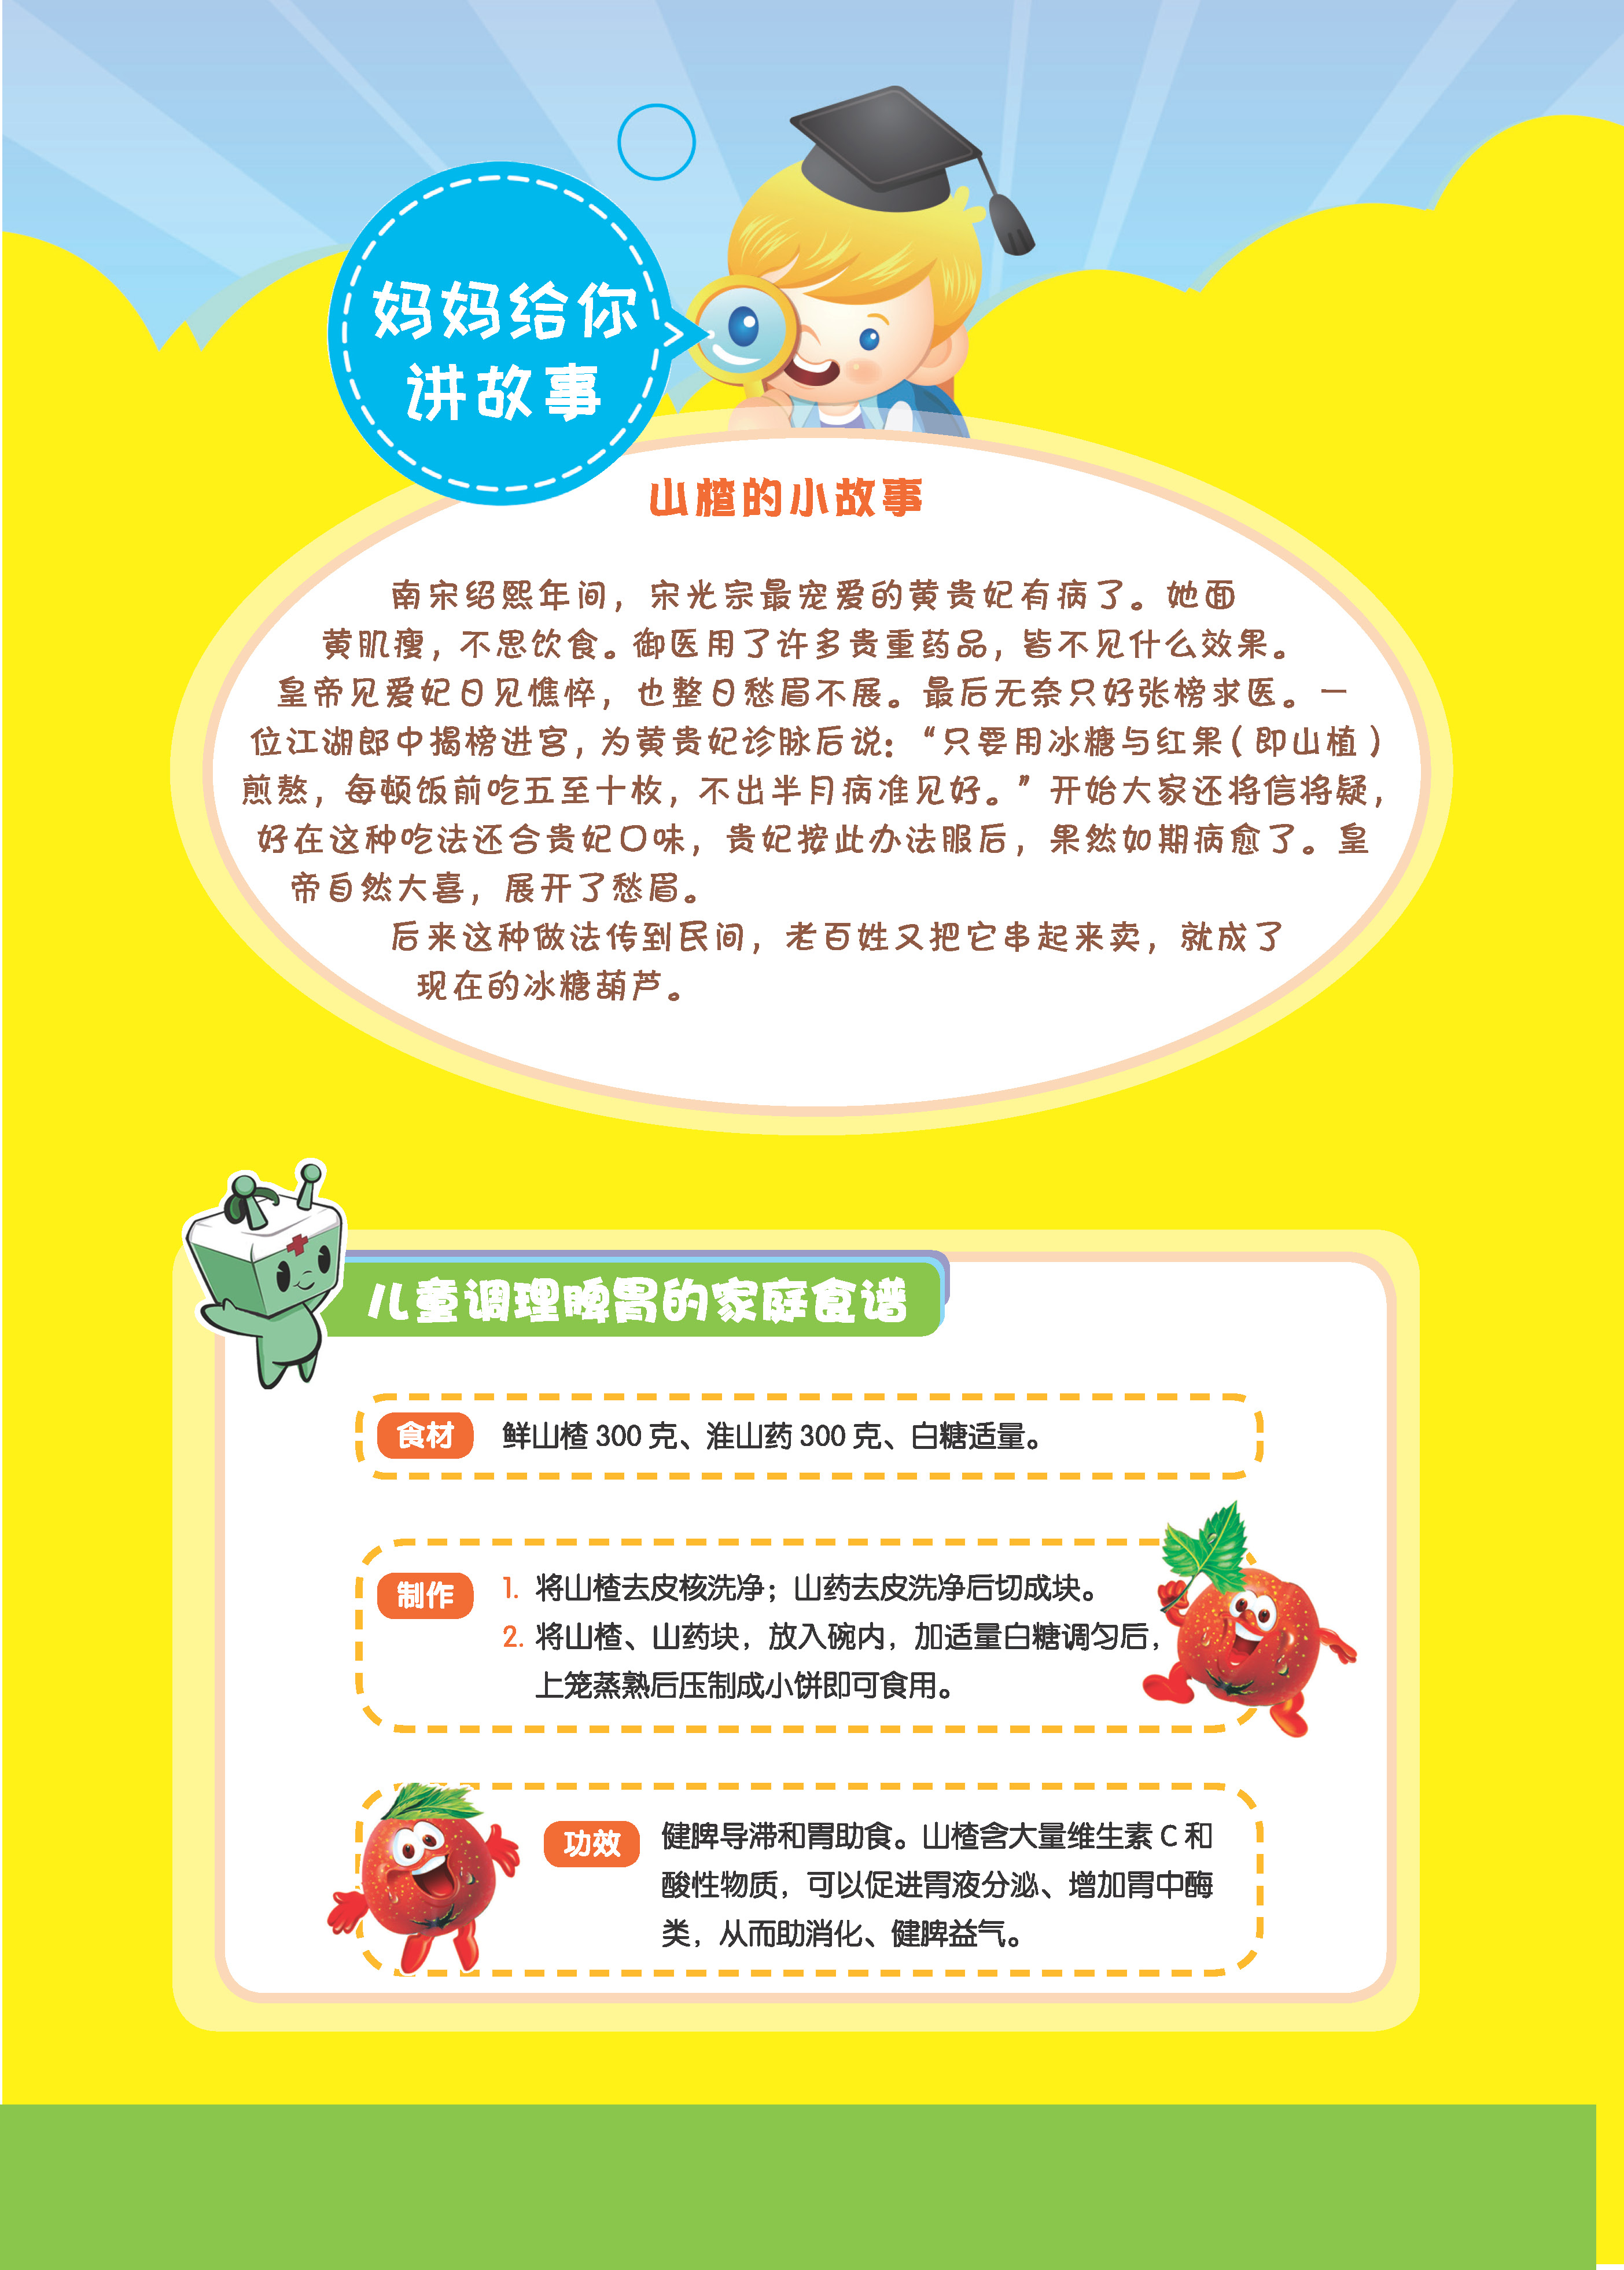 妈妈给你
讲故事
山楂的小故事
南宋绍熙年间，宋光宗最宠爱的黄贵妃有病了。她面
黄肌瘦，不思饮食。御医用了许多贵重药品，皆不见什么效果。
皇帝见爱妃日见憔悴，也整日愁眉不展。最后无奈只好张榜求医。一
位江湖郎中揭榜进宫，为黄贵妃诊脉后说：“只要用冰糖与红果（即山植）
煎熬，每顿饭前吃五至十枚，不出半月病准见好。”开始大家还将信将疑，
好在这种吃法还合贵妃口味，贵妃按此办法服后，果然如期病愈了。皇
帝自然大喜，展开了愁眉。
后来这种做法传到民间，老百姓又把它串起来卖，就成了
现在的冰糖葫芦。
儿童调理脾胃的家庭食谱
食材 鲜山楂 300 克、淮山药 300 克、白糖适量。
制作 1. 将山楂去皮核洗净；山药去皮洗净后切成块。
2. 将山楂、山药块，放入碗内，加适量白糖调匀后，
上笼蒸熟后压制成小饼即可食用。
功效 健脾导滞和胃助食。山楂含大量维生素 C 和
酸性物质，可以促进胃液分泌、增加胃中酶
类，从而助消化、健脾益气。